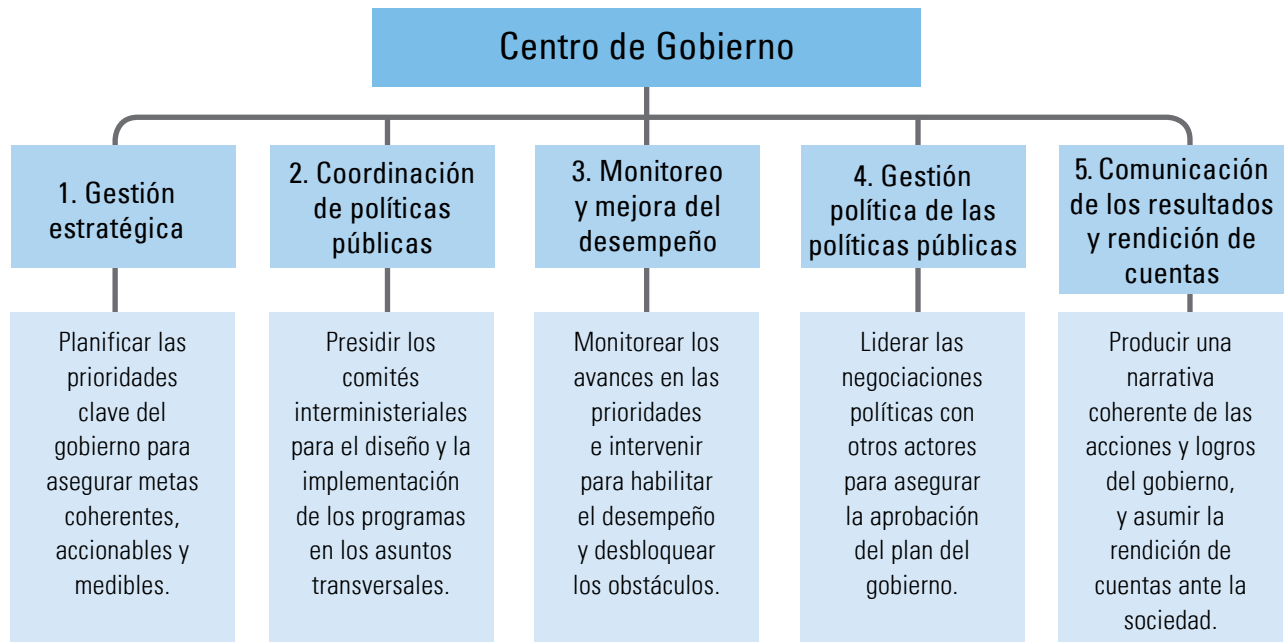 Centro de Gobierno
1. Gestión
estratégica
2. Coordinación
de políticas
públicas
3. Monitoreo
y mejora del
desempeño
4. Gestión
política de las
políticas públicas
5. Comunicación
de los resultados
y rendición de
cuentas
Planificar las
prioridades
clave del
gobierno para
asegurar metas
coherentes,
accionables y
medibles.
Presidir los
comités
interministeriales
para el diseño y la
implementación
de los programas
en los asuntos
transversales.
Monitorear los
avances en las
prioridades
e intervenir
para habilitar
el desempeño
y desbloquear
los obstáculos.
Liderar las
negociaciones
políticas con
otros actores
para asegurar
la aprobación
del plan del
gobierno.
Producir una
narrativa
coherente de las
acciones y logros
del gobierno,
y asumir la
rendición de
cuentas ante la
sociedad.